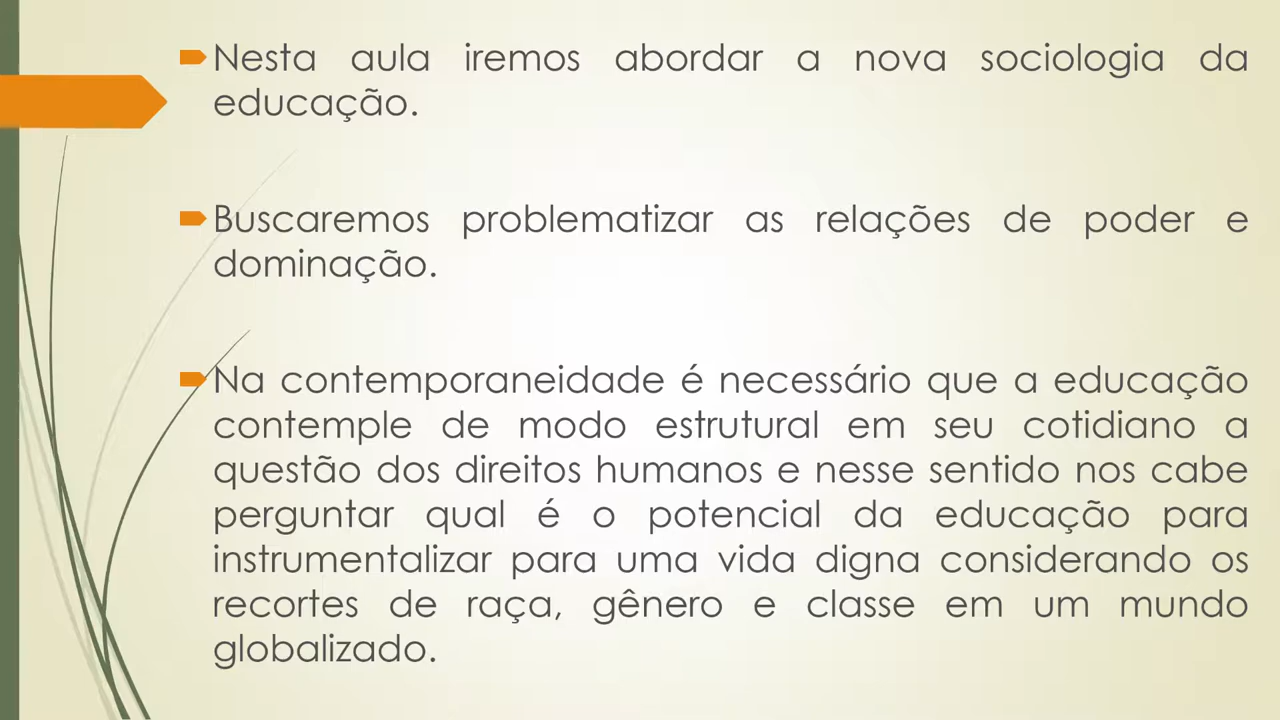 Nesta aula iremos abordar a nova sociologia da
educação.
Buscaremos problematizar as relações de poder e
dominação.
Na contemporaneidade é necessário que a educação
contemple de modo estrutural em seu cotidiano a
questão dos direitos humanos e nesse sentido nos cabe
perguntar qual é o potencial da educação para
instrumentalizar para uma vida digna considerando os
recortes de raça, gênero e classe em um mundo
globalizado.